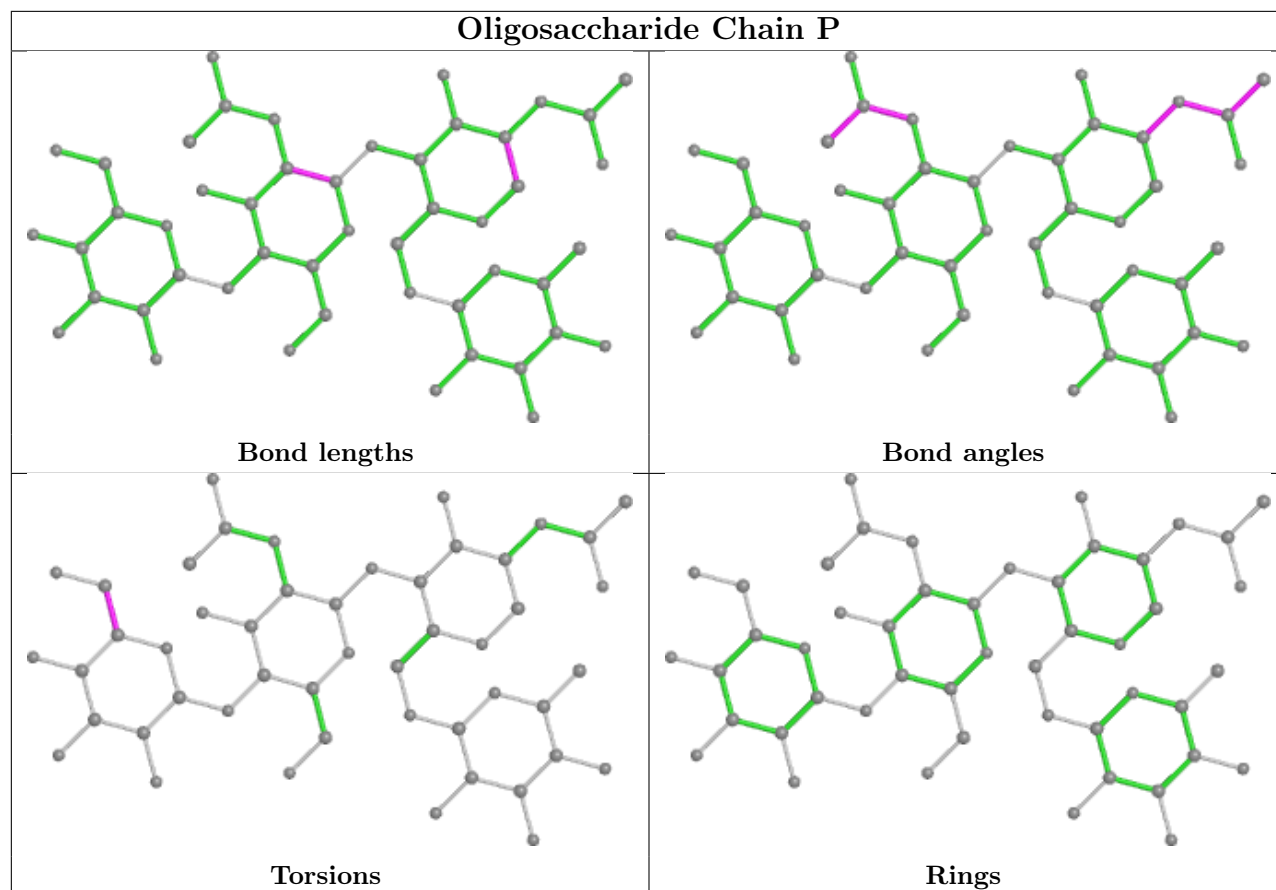 Oligosaccharide Chain P
Bond lengths
Bond angles
Torsions
Rings